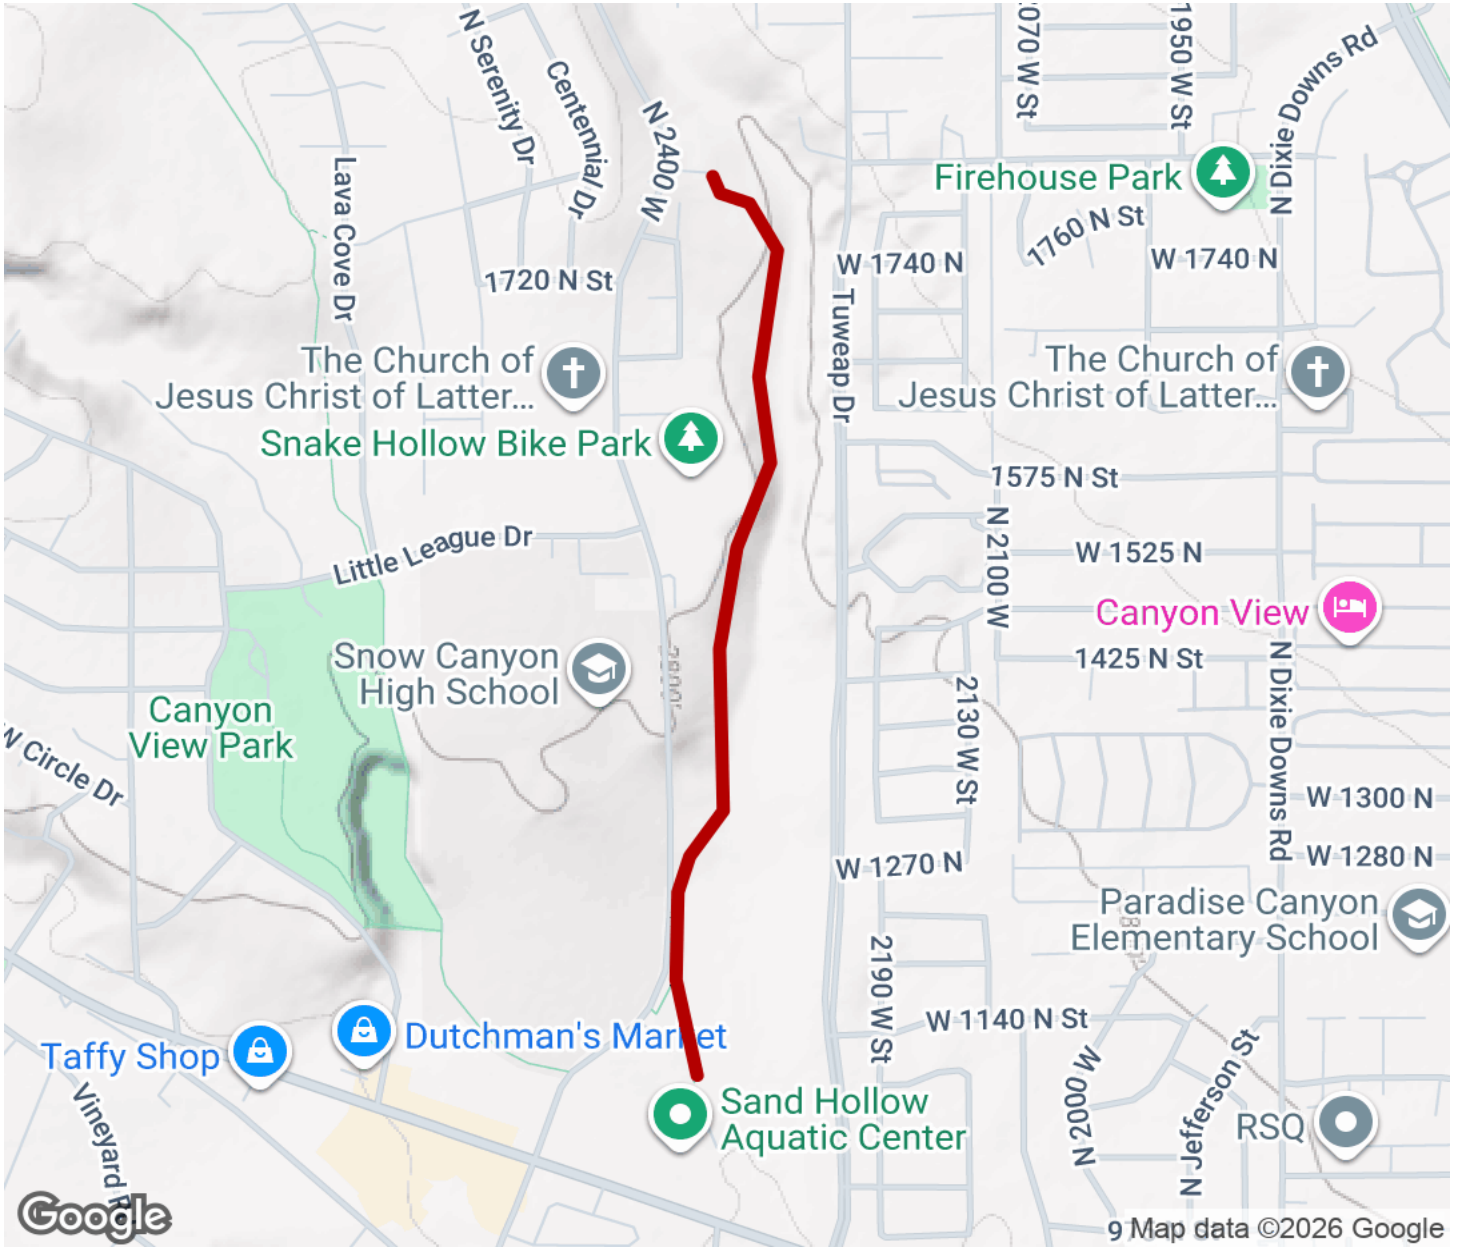 N Serenity Dr
Centennial Dr
N 2400 W
2070 W St
1950 W St
N Dixie Downs Rd
Lava Cove Dr
Firehouse Park
1760 N St
W 1740 N
W 1740 N
1720 N St
Tuweap Dr
The Church of
Jesus Christ of Latter...
The Church of
Jesus Christ of Latter...
Snake Hollow Bike Park
1575 N St
Little League Dr
N 2100 W
W 1525 N
Canyon View
Snow Canyon
High School
1425 N St
N Dixie Downs Rd
Canyon
View Park
2130 W St
W Circle Dr
W 1300 N
W 1270 N
W 1280 N
Paradise Canyon
Elementary School
2190 W St
W 1140 N St
Dutchman's Market
Taffy Shop
Vineyard
N 2000 W
N Jefferson St
Sand Hollow
Aquatic Center
RSQ
Google
Map data ©2026 Google